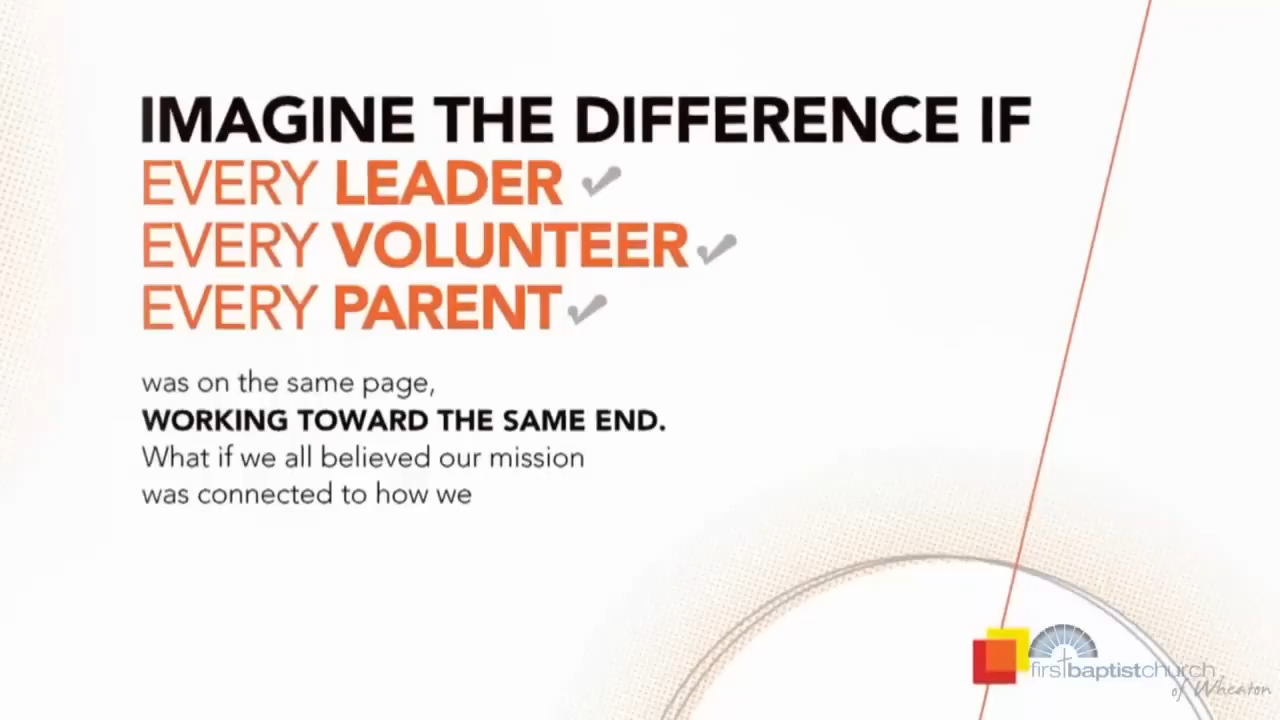 IMAGINE THE DIFFERENCE IF
EVERY LEADER
EVERY VOLUNTEER
EVERY PARENT
was on the same page,
WORKING TOWARD THE SAME END.
What if we all believed our mission
was connected to how we
firstbaptistchurch
of Wheaton